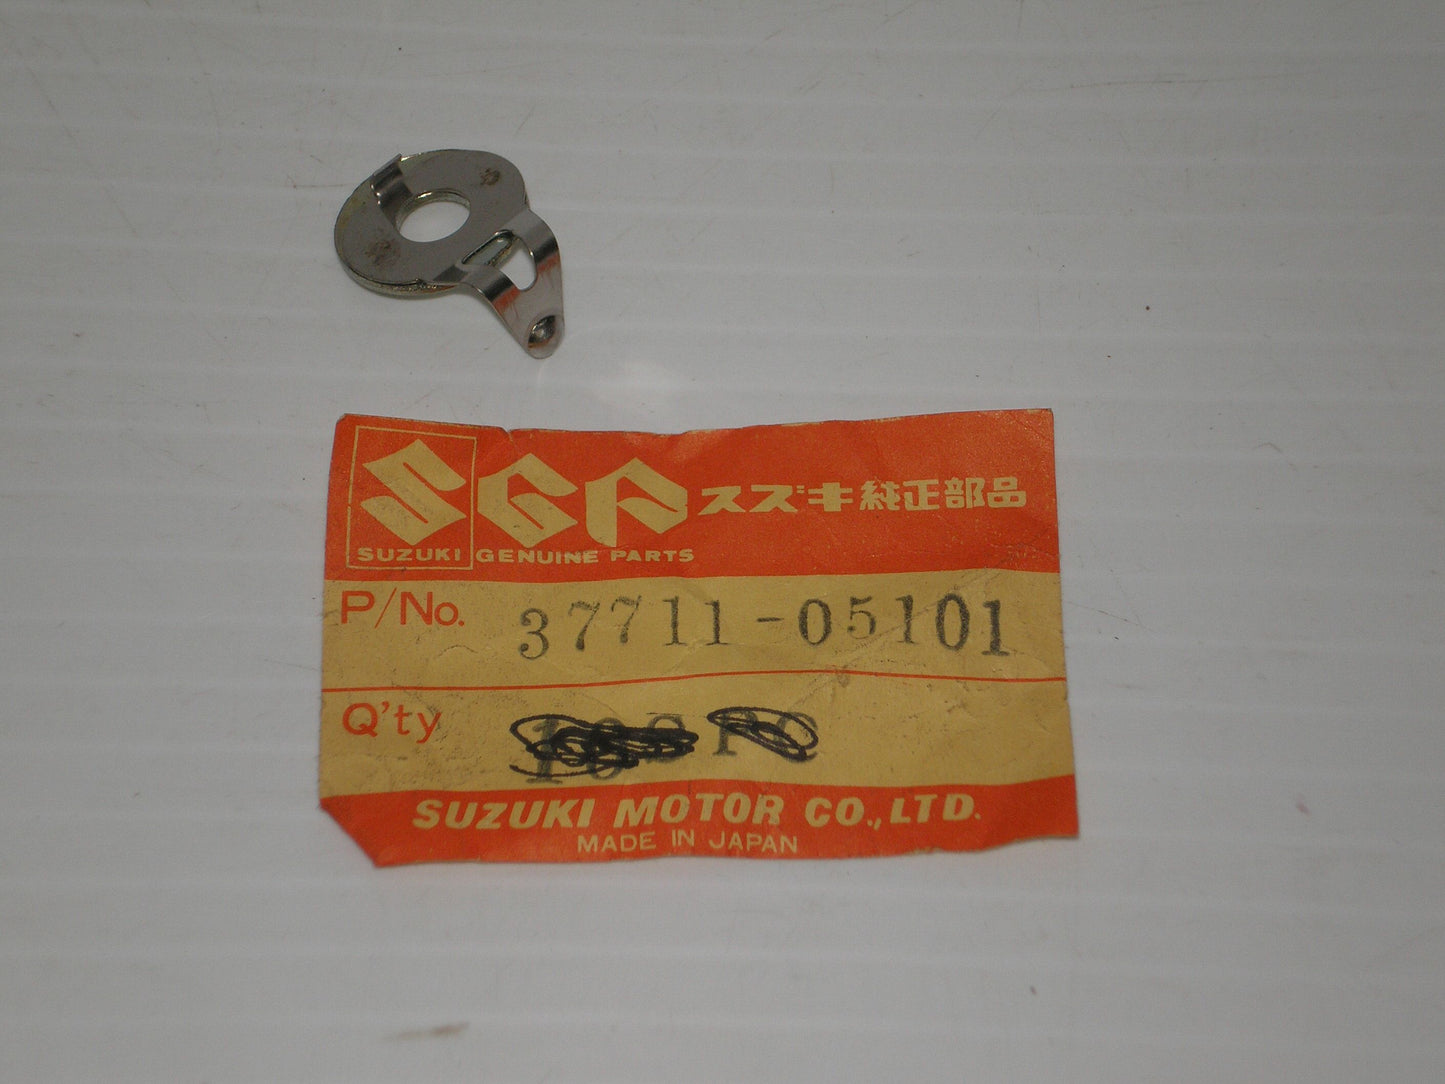 SGP スズキ純正部品
SUZUKI GENUINE PARTS
P/No. 37711-05101
Q'ty
SUZUKI MOTOR CO., LTD.
MADE IN JAPAN